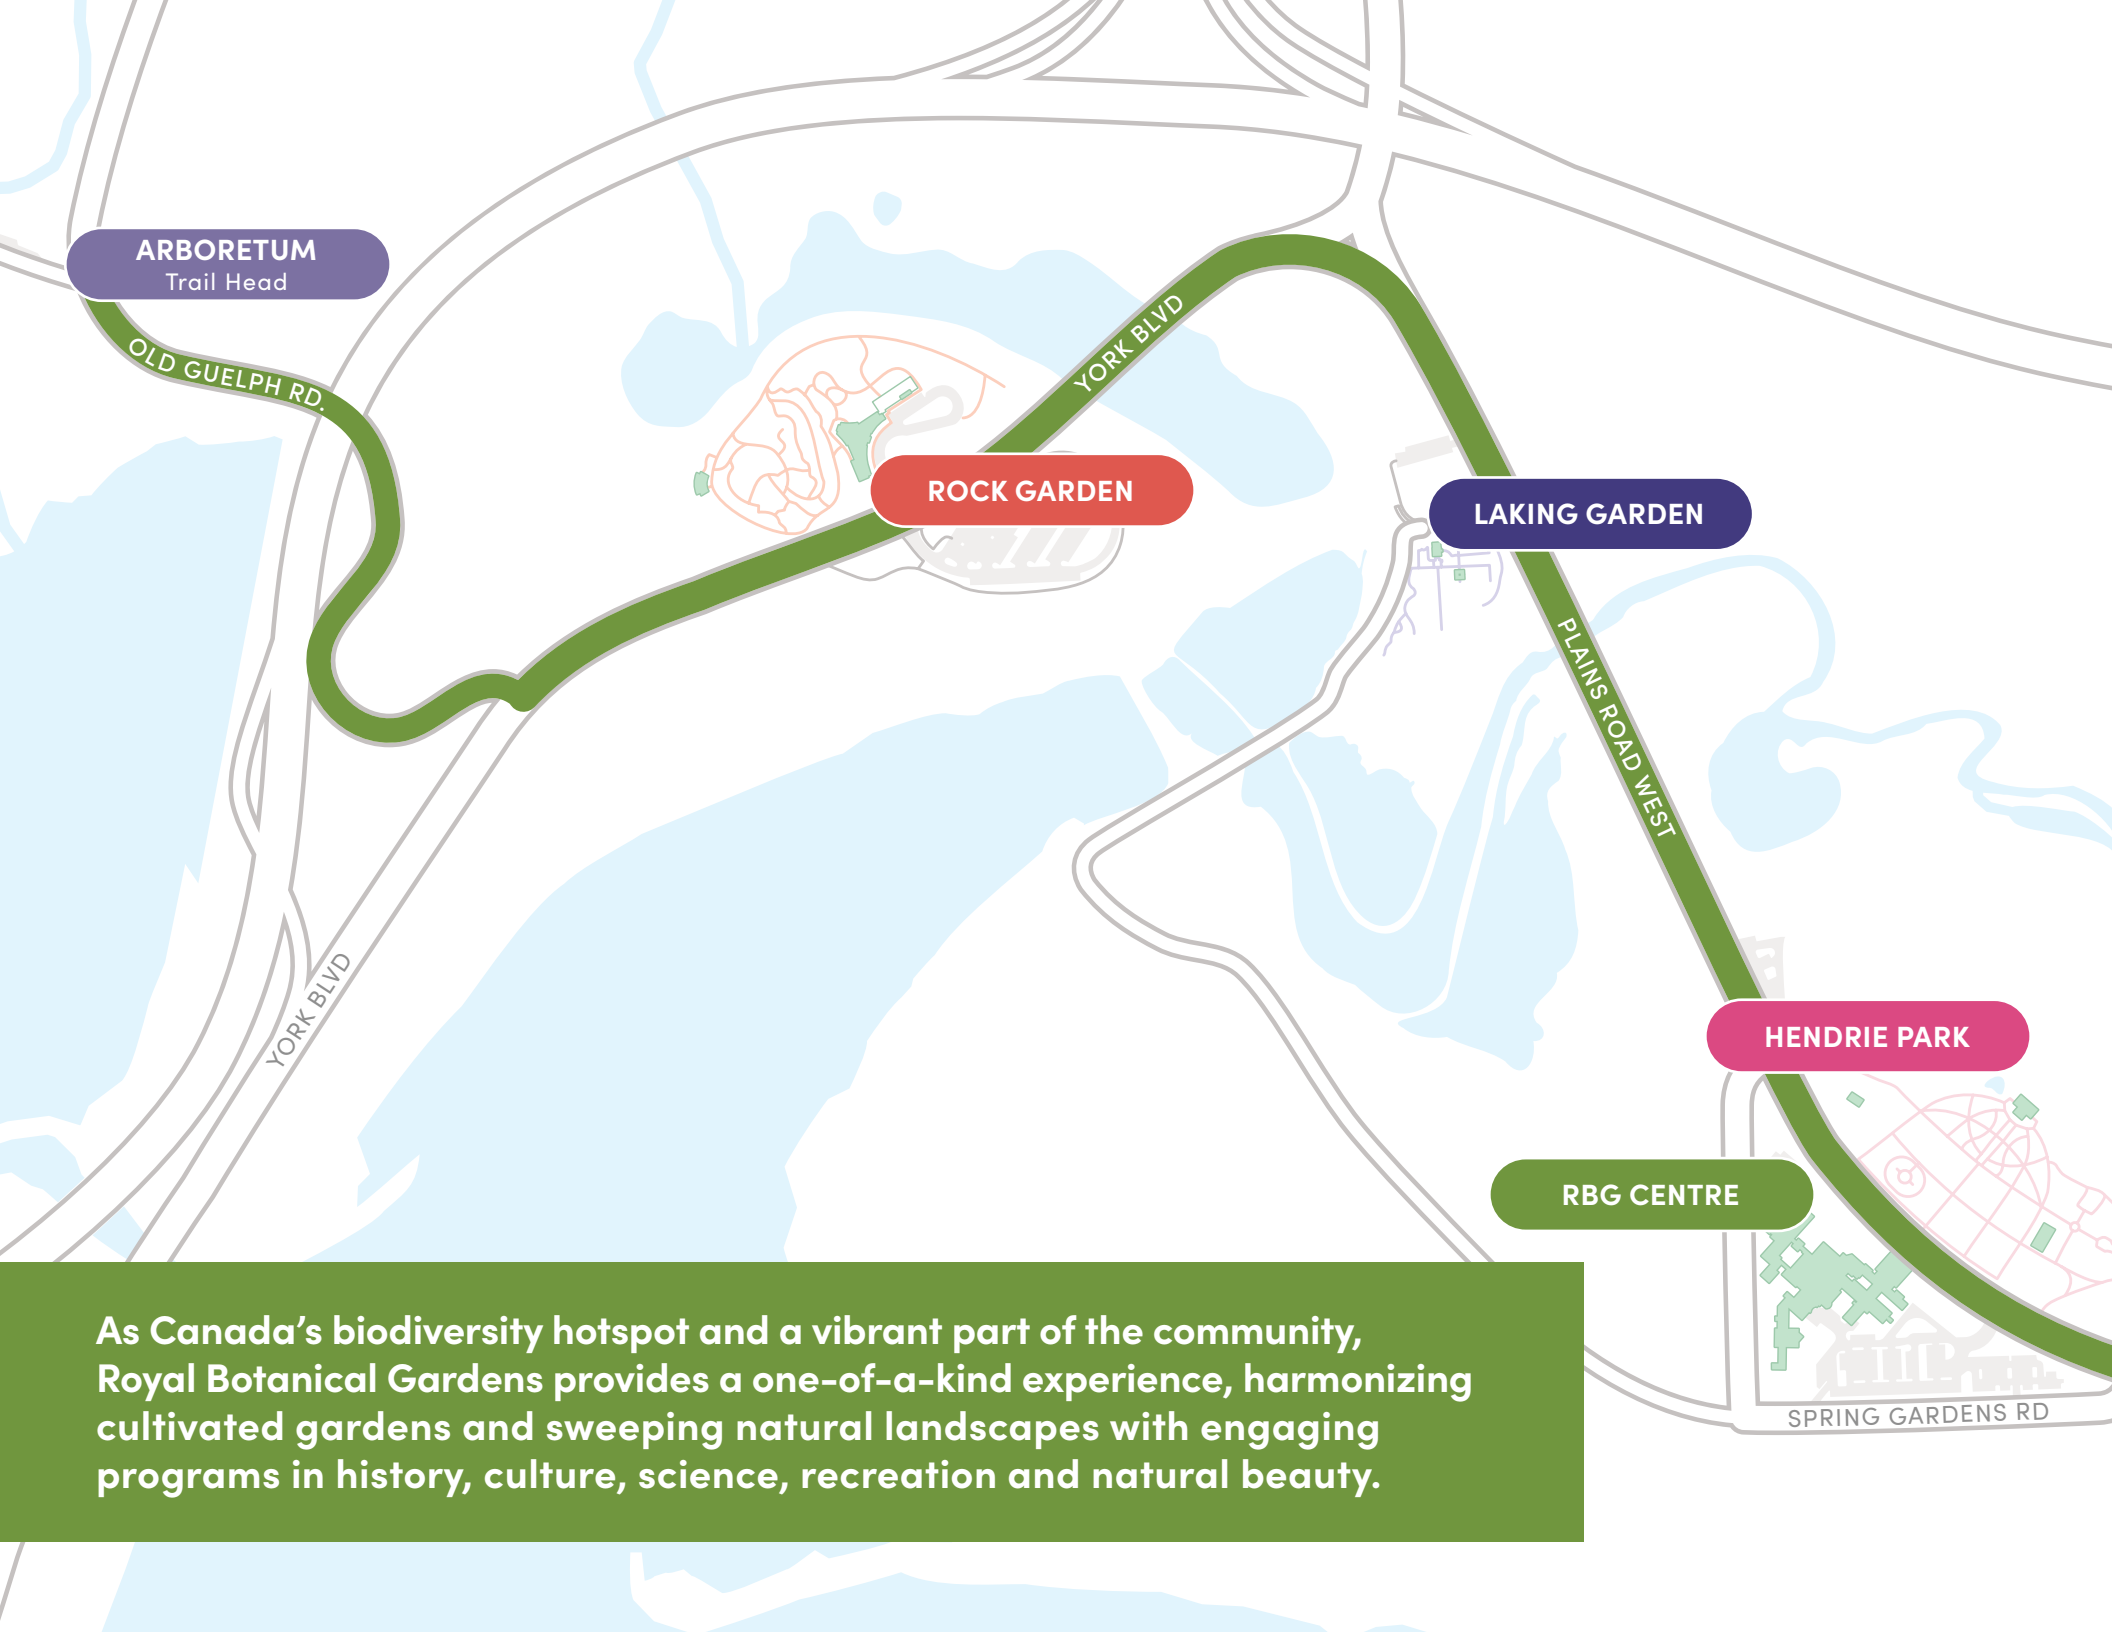 ARBORETUM
Trail Head
OLD GUELPH RD.
YORK BLVD
ROCK GARDEN
LAKING GARDEN
PLAINS ROAD WEST
YORK BLVD
HENDRIE PARK
RBG CENTRE
As Canada’s biodiversity hotspot and a vibrant part of the community,
Royal Botanical Gardens provides a one-of-a-kind experience, harmonizing
cultivated gardens and sweeping natural landscapes with engaging
programs in history, culture, science, recreation and natural beauty.
SPRING GARDENS RD